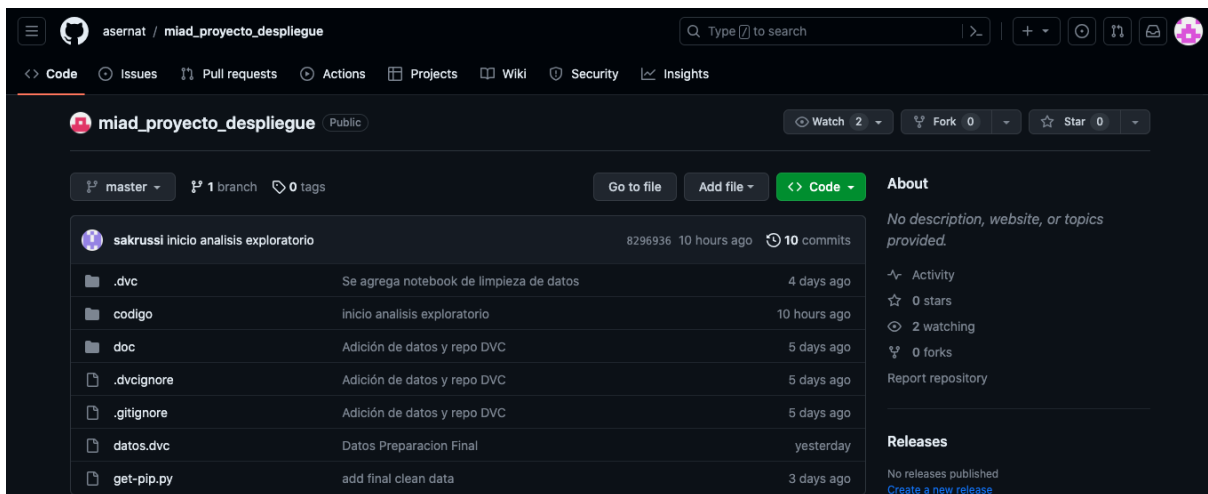 asernat / miad_proyecto_despliegue
Type / to search
Code Issues Pull requests Actions Projects Wiki Security Insights
miad_proyecto_despliegue Public
Watch 2 Fork 0 Star 0
master 1 branch 0 tags Go to file Add file Code
sakrussi inicio analisis exploratorio 8296936 10 hours ago 10 commits
.dvc Se agrega notebook de limpieza de datos 4 days ago
codigo inicio analisis exploratorio 10 hours ago
doc Adición de datos y repo DVC 5 days ago
.dvcignore Adición de datos y repo DVC 5 days ago
.gitignore Adición de datos y repo DVC 5 days ago
datos.dvc Datos Preparacion Final yesterday
get-pip.py add final clean data 3 days ago
About
No description, website, or topics
provided.
Activity
0 stars
2 watching
0 forks
Report repository
Releases
No releases published
Create a new release